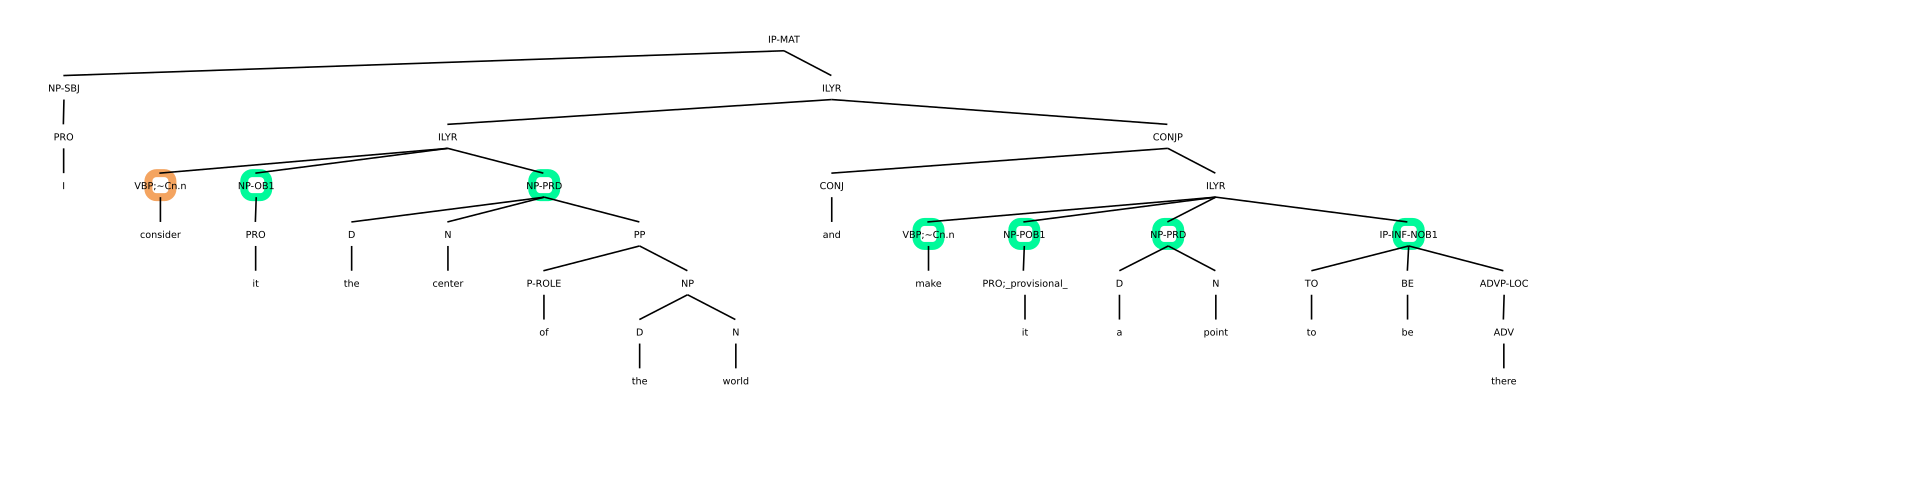 IP-MAT
NP-SBJ ILYR
PRO ILYR CONJP
I VBP;~Cn.n NP-OB1 NP-PRD CONJ ILYR
consider PRO D N PP and VBP;~Cn.n NP-POB1 NP-PRD IP-INF-NOB1
it the center P-ROLE NP make PRO;_provisional_ D N TO BE ADVP-LOC
of D N it a point to be ADV
the world there